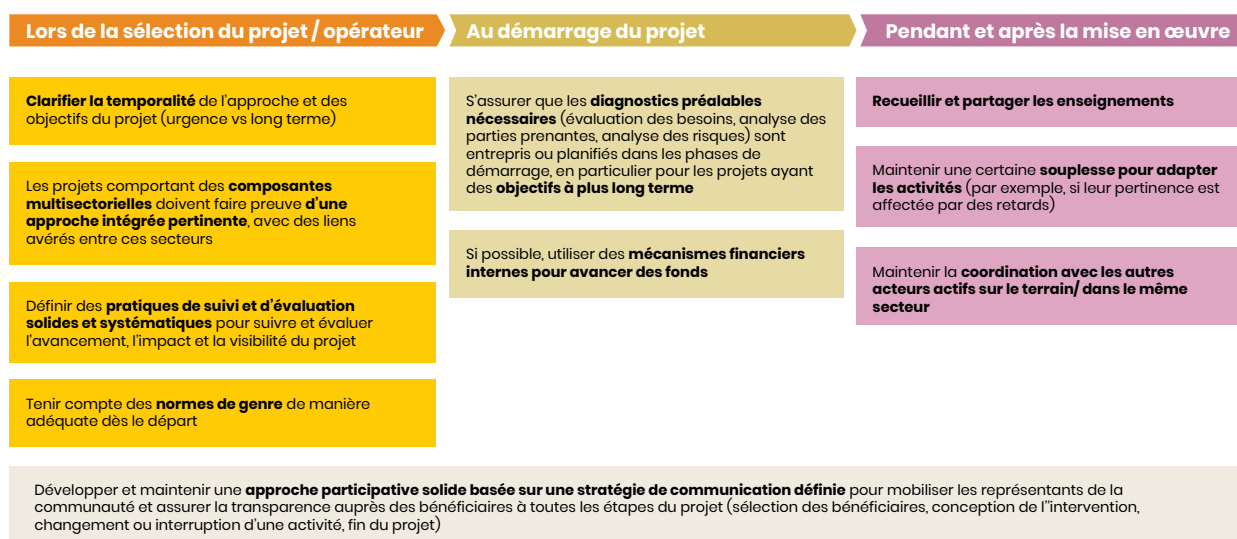 Lors de la sélection du projet / opérateur
Au démarrage du projet
Pendant et après la mise en œuvre
Clarifier la temporalité de l'approche et des
objectifs du projet (urgence vs long terme)
Les projets comportant des composantes
multisectorielles doivent faire preuve d'une
approche intégrée pertinente, avec des liens
avérés entre ces secteurs
Définir des pratiques de suivi et d'évaluation
solides et systématiques pour suivre et évaluer
l'avancement, l'impact et la visibilité du projet
Tenir compte des normes de genre de manière
adéquate dès le départ
S'assurer que les diagnostics préalables
nécessaires (évaluation des besoins, analyse des
parties prenantes, analyse des risques) sont
entrepris ou planifiés dans les phases de
démarrage, en particulier pour les projets ayant
des objectifs à plus long terme
Si possible, utiliser des mécanismes financiers
internes pour avancer des fonds
Recueillir et partager les enseignements
Maintenir une certaine souplesse pour adapter
les activités (par exemple, si leur pertinence est
affectée par des retards)
Maintenir la coordination avec les autres
acteurs actifs sur le terrain/ dans le même
secteur
Développer et maintenir une approche participative solide basée sur une stratégie de communication définie pour mobiliser les représentants de la
communauté et assurer la transparence auprès des bénéficiaires à toutes les étapes du projet (sélection des bénéficiaires, conception de l''intervention,
changement ou interruption d'une activité, fin du projet)